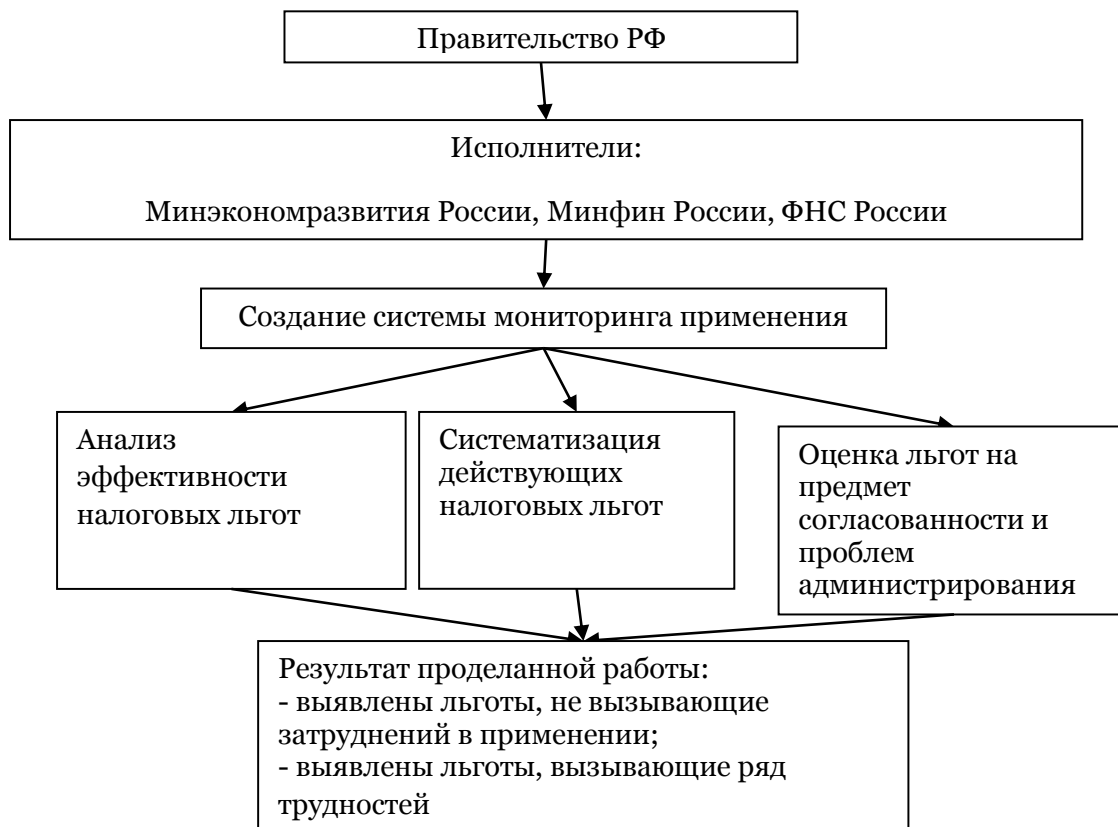 Правительство РФ
Исполнители:
Минэкономразвития России, Минфин России, ФНС России
Создание системы мониторинга применения
Анализ
эффективности
налоговых льгот
Систематизация
действующих
налоговых льгот
Оценка льгот на
предмет
согласованности и
проблем
администрирования
Результат проделанной работы:
- выявлены льготы, не вызывающие
затруднений в применении;
- выявлены льготы, вызывающие ряд
трудностей